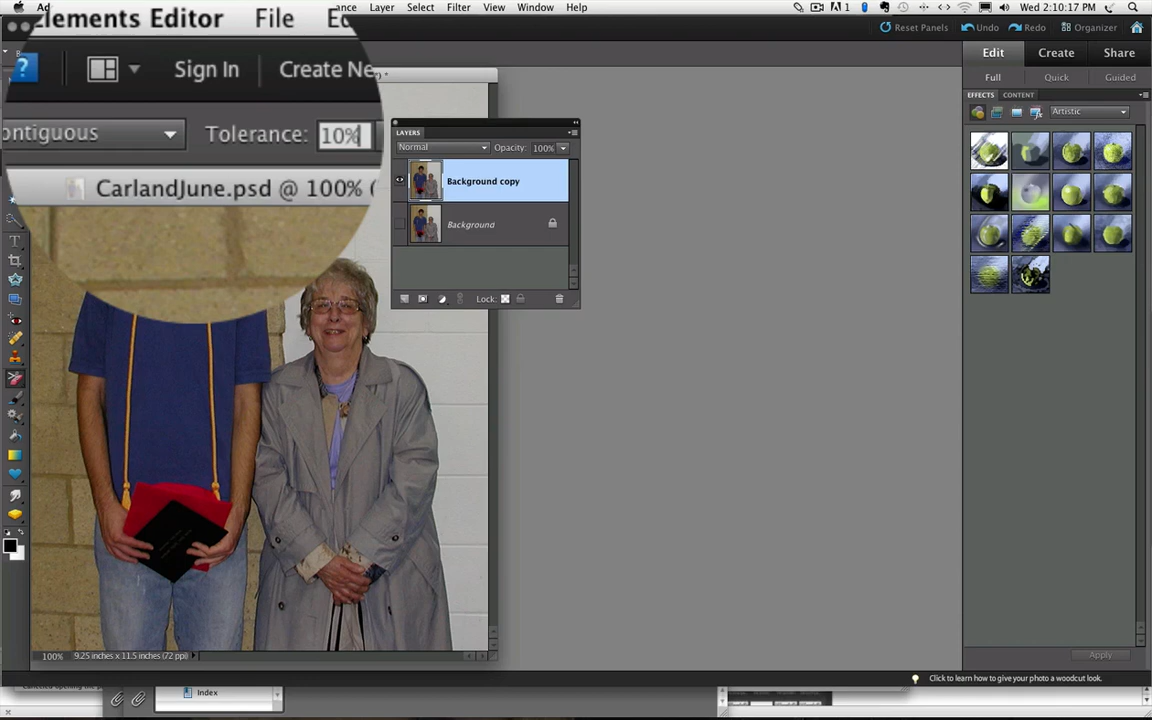 Ad
ance Layer Select Filter View Window Help
1 Wed 2:10:17 PM
Elements Editor File
? Sign In Create Ne
Reset Panels Undo Redo Organizer
ontiguous Tolerance: 10%
CarlandJune.psd @ 100% (
) *
Edit Create Share
Full Quick Guided
EFFECTS CONTENT
Artistic
LAYERS
Normal Opacity: 100%
Background copy
Background
Lock:
T
100% 9.25 inches x 11.5 inches (72 ppi)
Apply
Click to learn how to give your photo a woodcut look.
Index